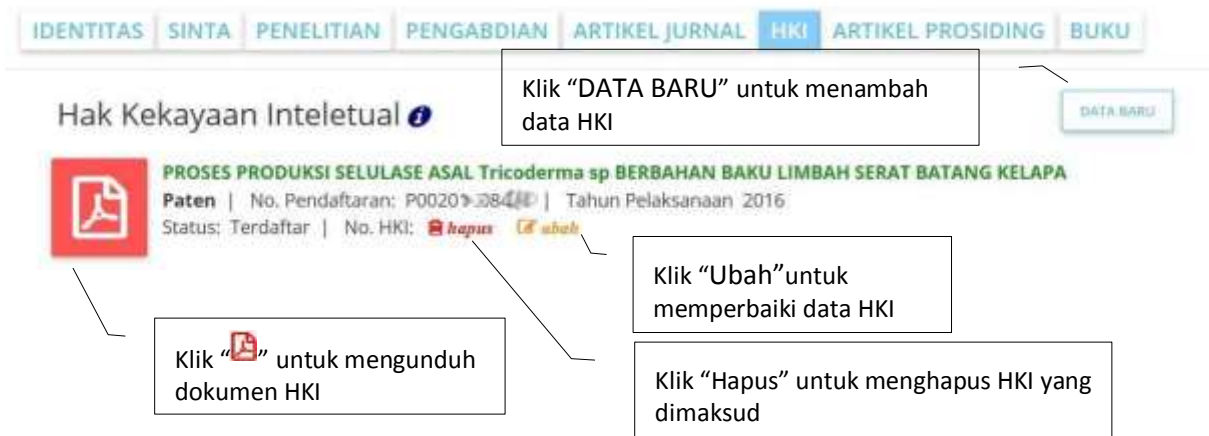 IDENTITAS SINTA PENELITIAN PENGABDIAN ARTIKEL JURNAL HKI ARTIKEL PROSIDING BUKU
Klik “DATA BARU” untuk menambah
data HKI
DATA BARU
Hak Kekayaan Inteletual
PROSES PRODUKSI SELULASE ASAL Tricoderma sp BERBAHAN BAKU LIMBAH SERAT BATANG KELAPA
Paten | No. Pendaftaran: | Tahun Pelaksanaan 2016
Status: Terdaftar | No. HKI: hapus ubah
Klik “Ubah”untuk
memperbaiki data HKI
Klik “” untuk mengunduh
dokumen HKI
Klik “Hapus” untuk menghapus HKI yang
dimaksud